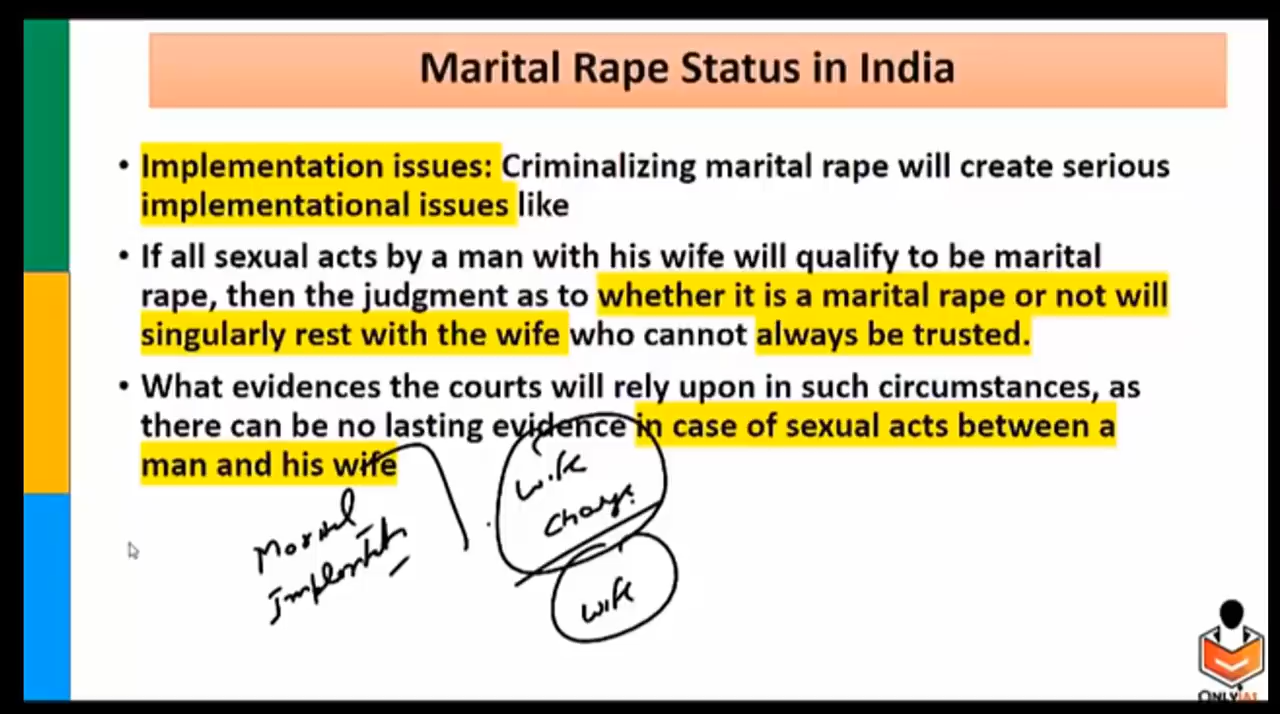 Marital Rape Status in India
• Implementation issues: Criminalizing marital rape will create serious
implementational issues like
• If all sexual acts by a man with his wife will qualify to be marital
rape, then the judgment as to whether it is a marital rape or not will
singularly rest with the wife who cannot always be trusted.
• What evidences the courts will rely upon in such circumstances, as
there can be no lasting evidence in case of sexual acts between a
man and his wife
wife
wife
ONLYIAS